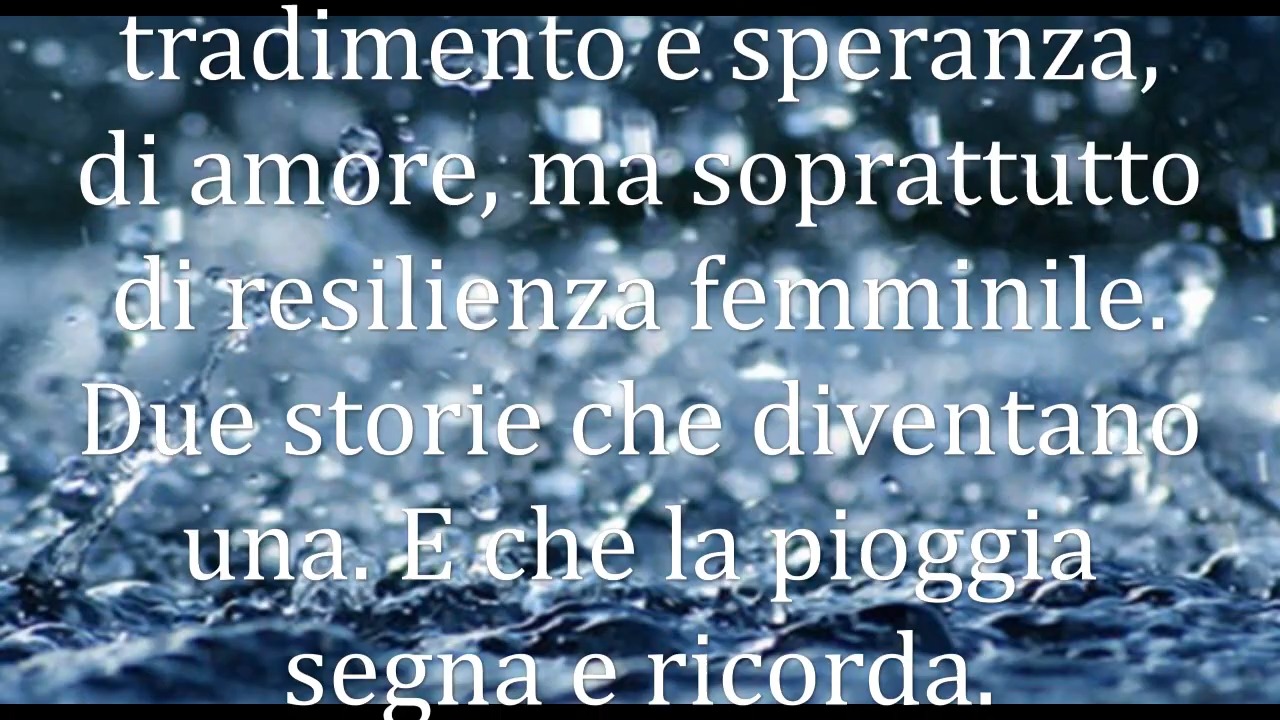 tradimento e speranza,
di amore, ma soprattutto
di resilienza femminile.
Due storie che diventano
una. E che la pioggia
segna e ricorda.